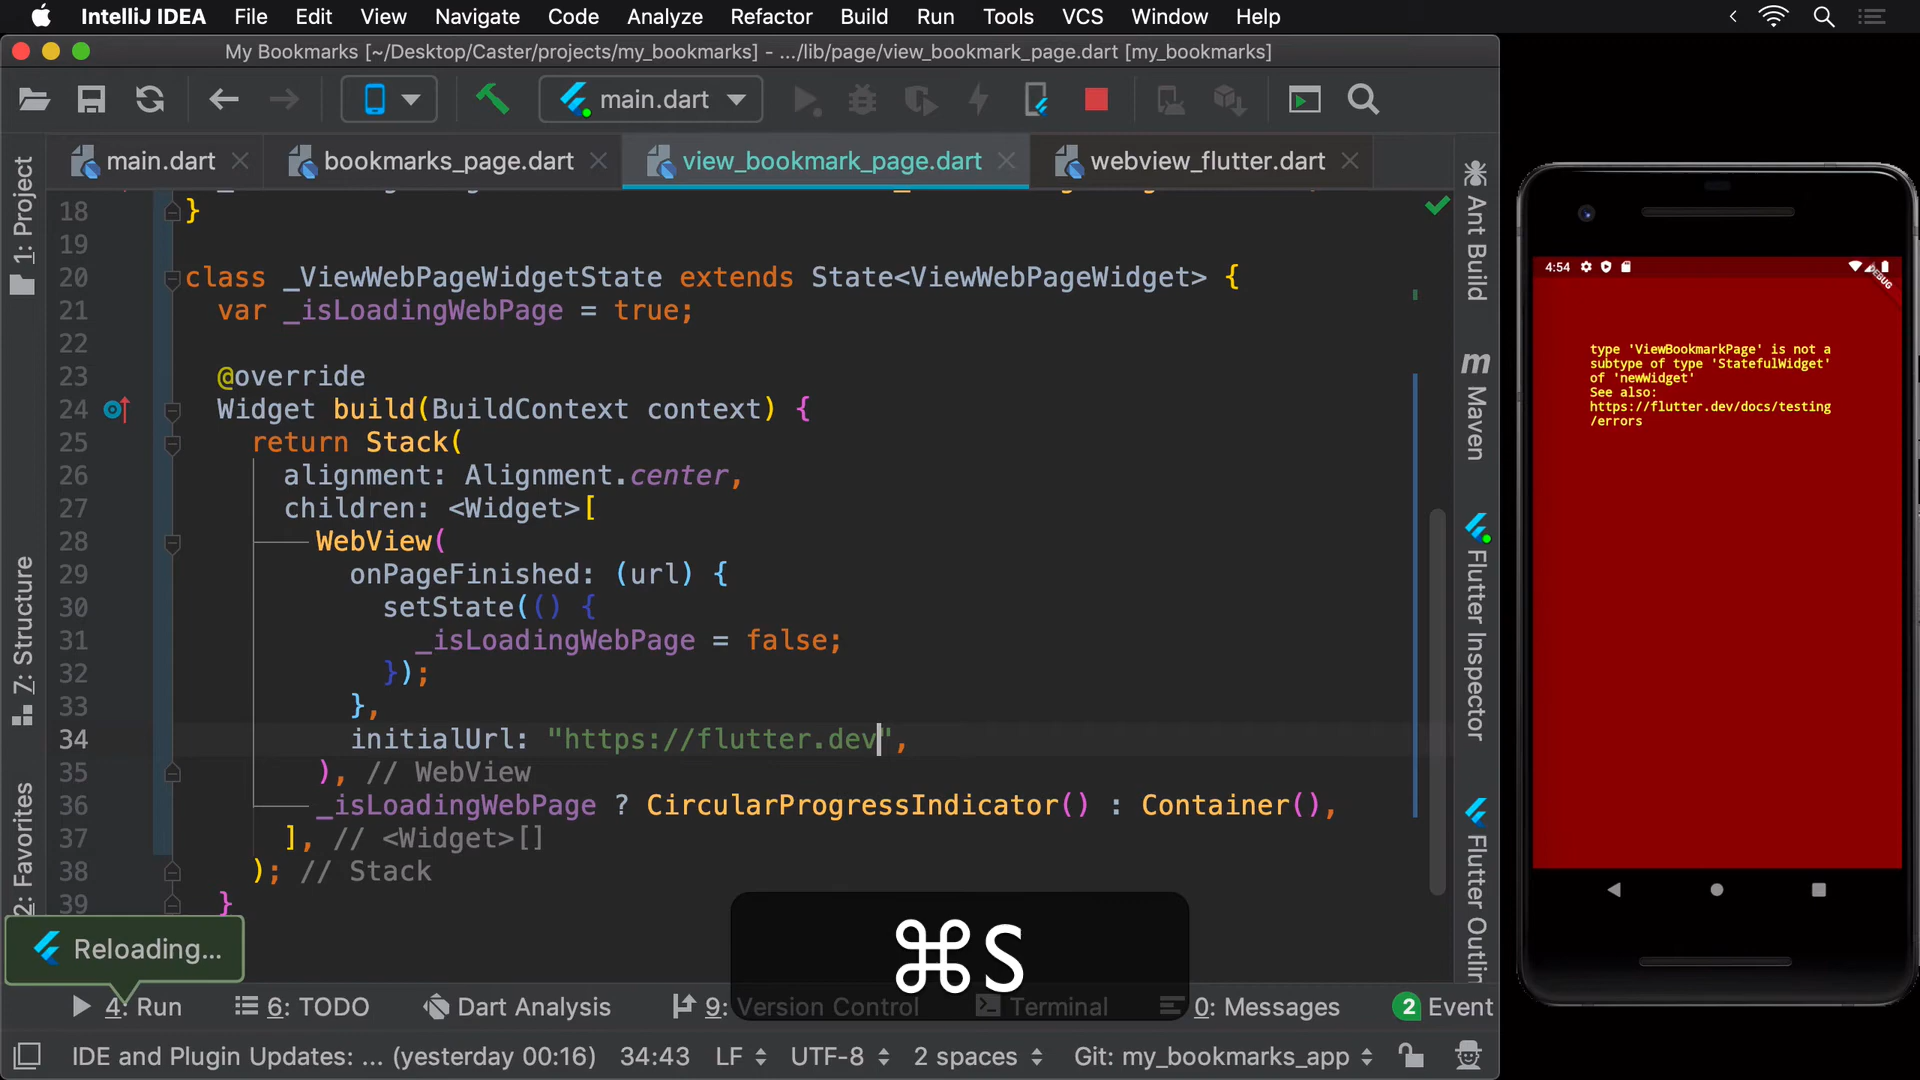 IntelliJ IDEA File Edit View Navigate Code Analyze Refactor Build Run Tools VCS Window Help
My Bookmarks [~/Desktop/Caster/projects/my_bookmarks] - .../lib/page/view_bookmark_page.dart [my_bookmarks]
main.dart
main.dart bookmarks_page.dart view_bookmark_page.dart webview_flutter.dart
1: Project
Z: Structure
2: Favorites
18 }
19
20 class _ViewWebPageWidgetState extends State<ViewWebPageWidget> {
21 var _isLoadingWebPage = true;
22
23 @override
24 Widget build(BuildContext context) {
25 return Stack(
26 alignment: Alignment.center,
27 children: <Widget>[
28 WebView(
29 onPageFinished: (url) {
30 setState(() {
31 _isLoadingWebPage = false;
32 });
33 },
34 initialUrl: "https://flutter.dev",
35 ), // WebView
36 _isLoadingWebPage ? CircularProgressIndicator() : Container(),
37 ], // <Widget>[]
38 ); // Stack
39 }
Ant Build
m Maven
Flutter Inspector
Flutter Outlin
Reloading...
⌘S
4: Run 6: TODO Dart Analysis 9: Version Control Terminal 0: Messages 2 Event
IDE and Plugin Updates: ... (yesterday 00:16) 34:43 LF UTF-8 2 spaces Git: my_bookmarks_app
4:54
DEBUG
type 'ViewBookmarkPage' is not a
subtype of type 'StatefulWidget'
of 'newWidget'
See also:
https://flutter.dev/docs/testing
/errors